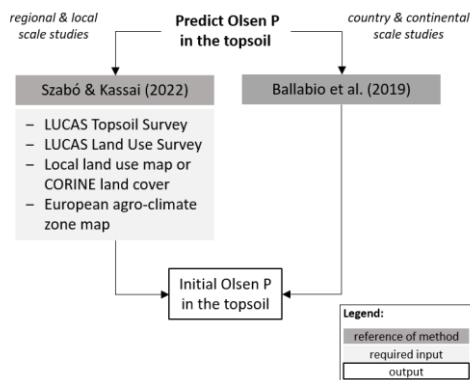 regional & local
scale studies
Predict Olsen P
in the topsoil
country & continental
scale studies
Szabó & Kassai (2022)
– LUCAS Topsoil Survey
– LUCAS Land Use Survey
– Local land use map or
CORINE land cover
– European agro-climate
zone map
Ballabio et al. (2019)
Initial Olsen P
in the topsoil
Legend:
reference of method
required input
output